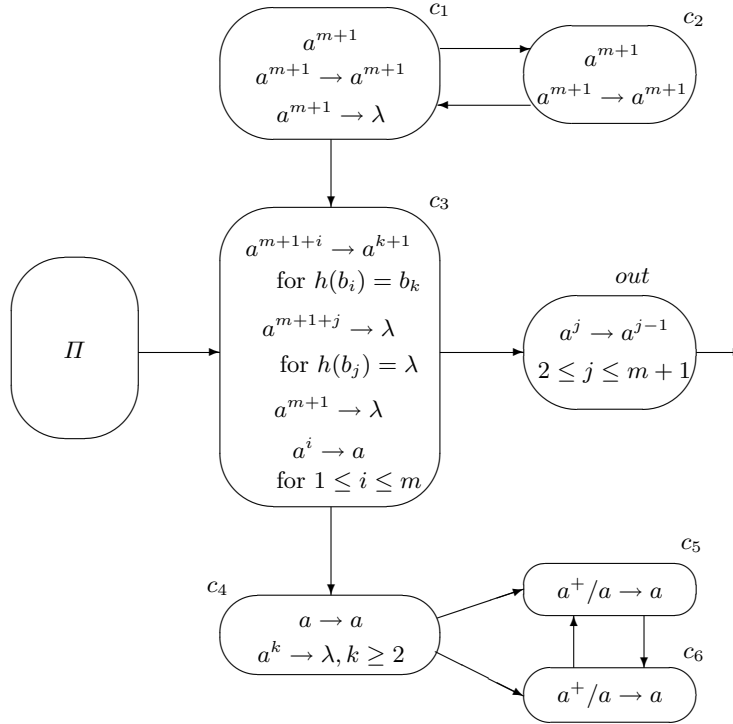 c₁
a^{m+1}
a^{m+1} → a^{m+1}
a^{m+1} → λ
c₂
a^{m+1}
a^{m+1} → a^{m+1}
c₃
a^{m+1+i} → a^{k+1}
for h(b_i) = b_k
a^{m+1+j} → λ
for h(b_j) = λ
a^{m+1} → λ
a^i → a
for 1 ≤ i ≤ m
Π
out
a^j → a^{j−1}
2 ≤ j ≤ m + 1
c₄
a → a
a^k → λ, k ≥ 2
c₅
a⁺/a → a
c₆
a⁺/a → a